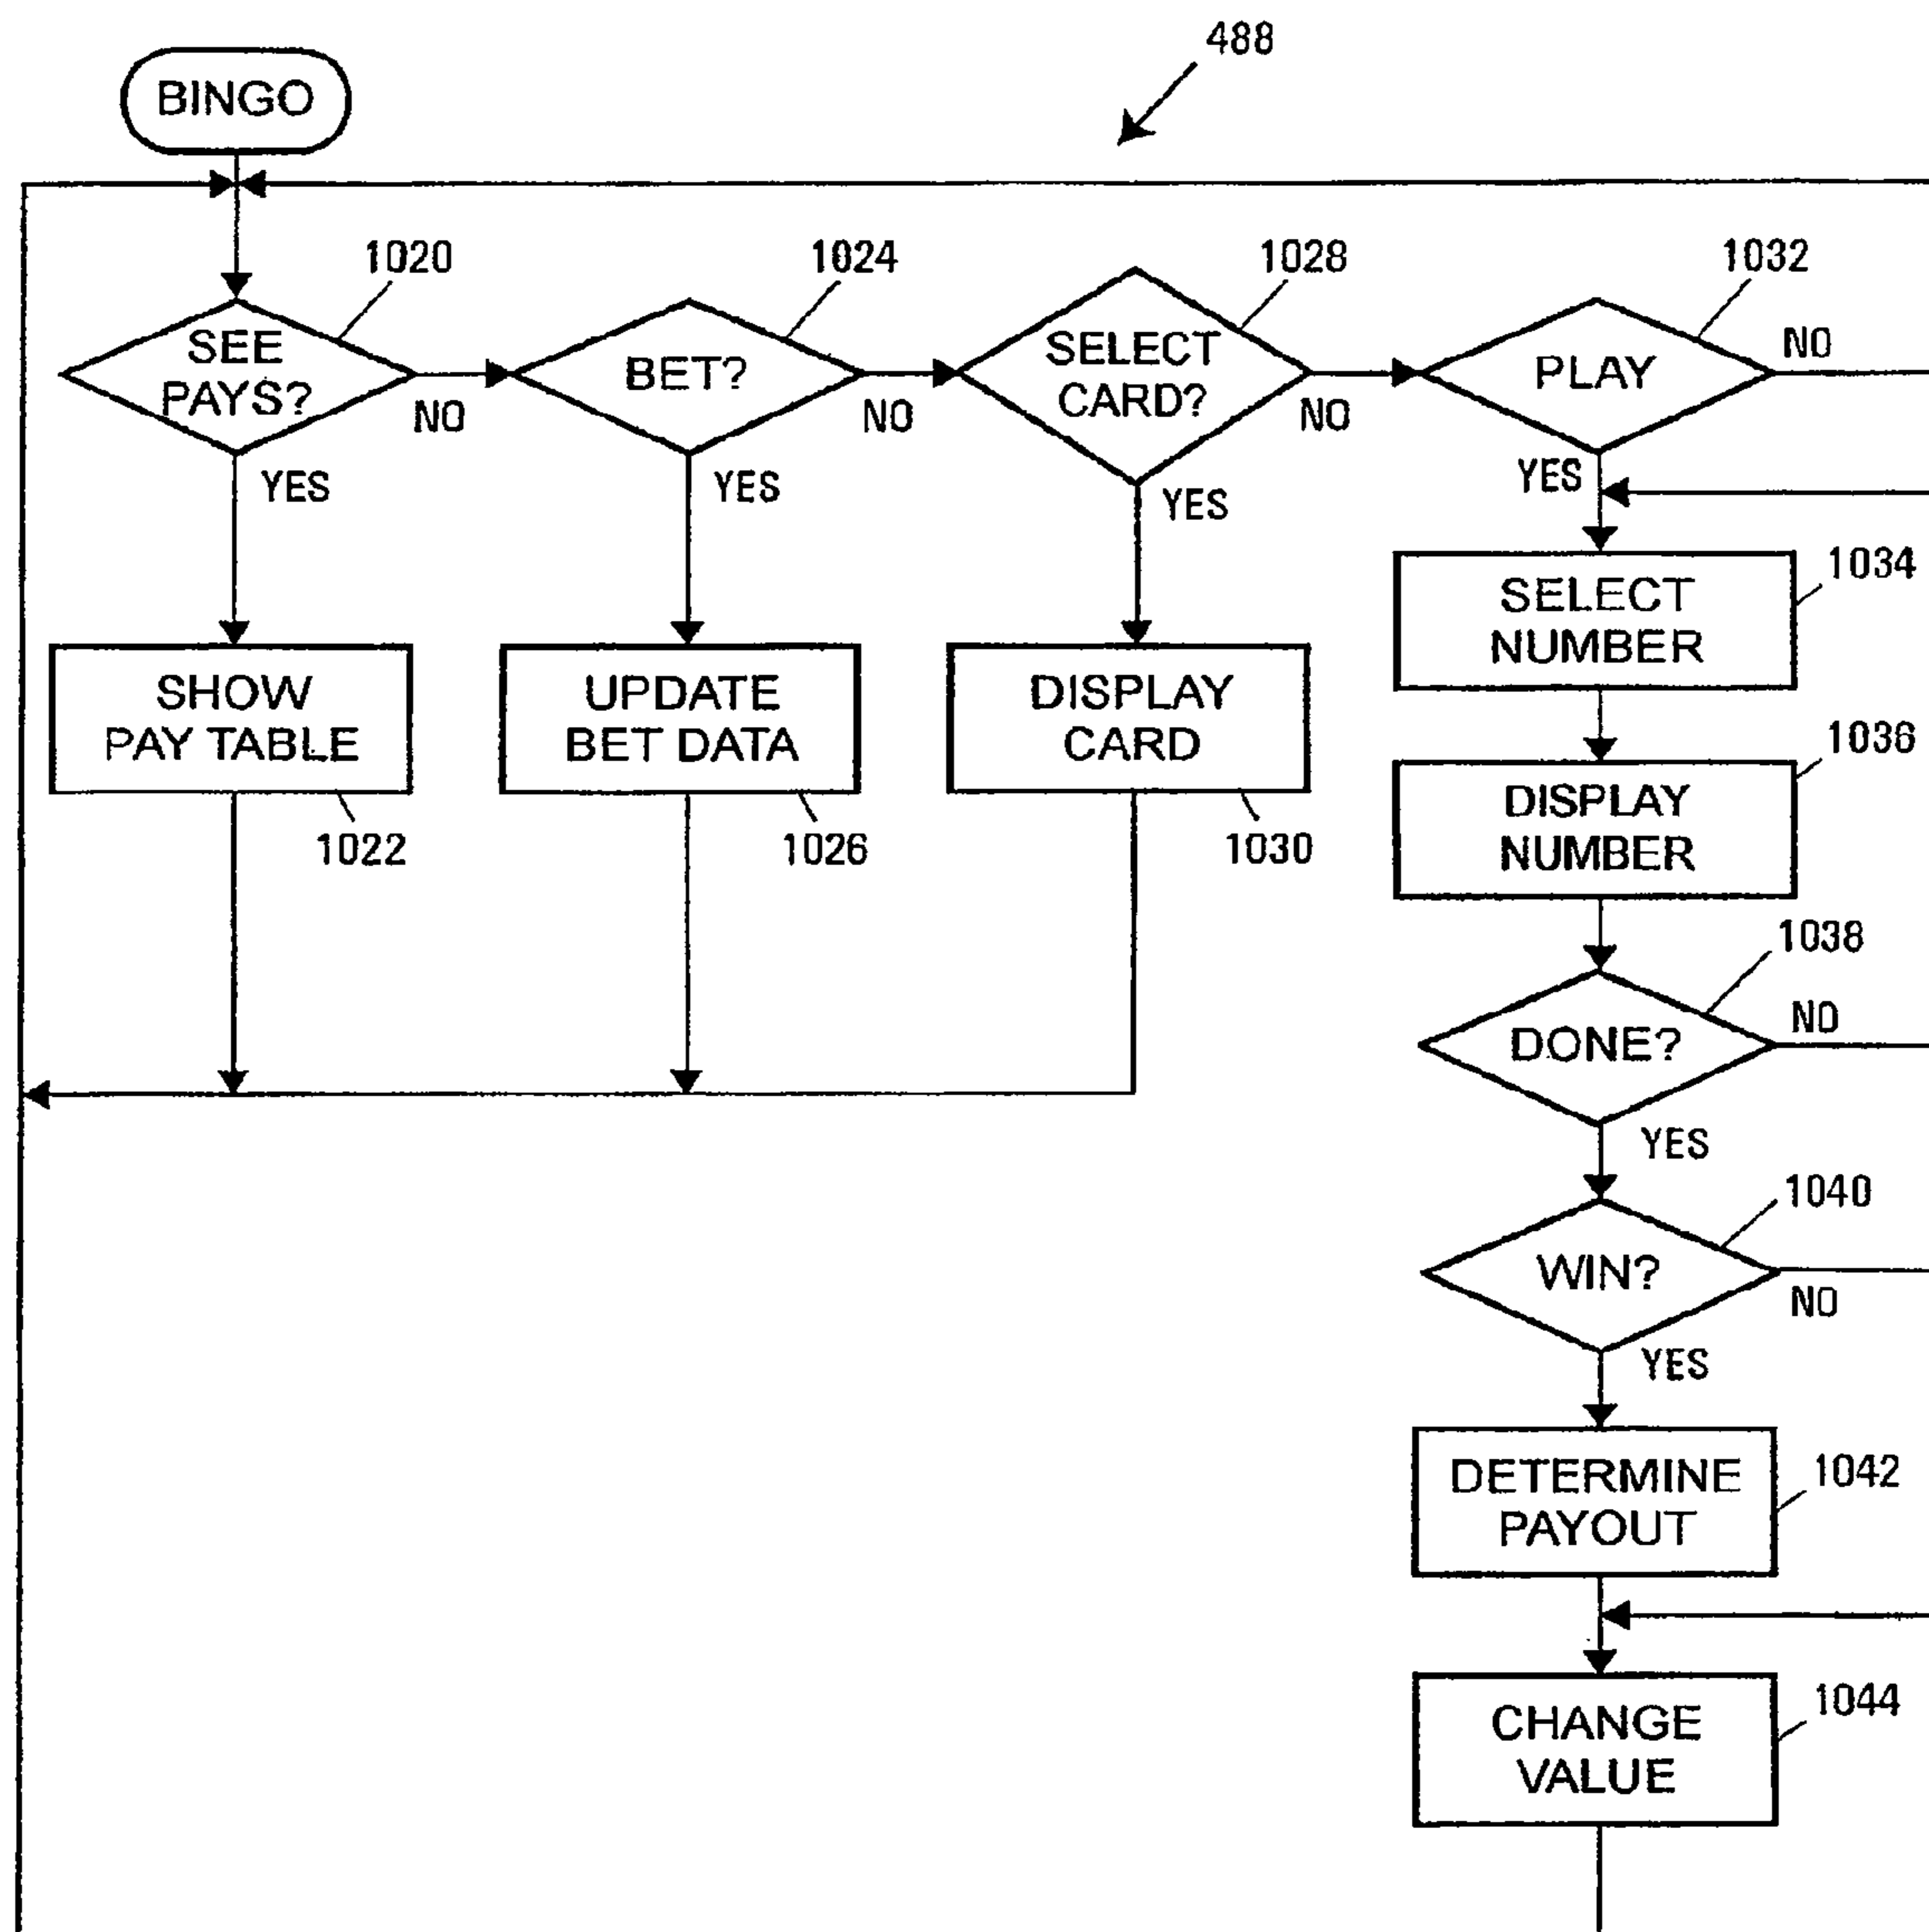 488
BINGO
1020
1024
1028
1032
SEE
PAYS?
NO
YES
BET?
NO
YES
SELECT
CARD?
NO
YES
PLAY
NO
YES
SHOW
PAY TABLE
1022
UPDATE
BET DATA
1026
DISPLAY
CARD
1030
SELECT
NUMBER
1034
DISPLAY
NUMBER
1036
1038
DONE?
NO
YES
1040
WIN?
NO
YES
DETERMINE
PAYOUT
1042
CHANGE
VALUE
1044